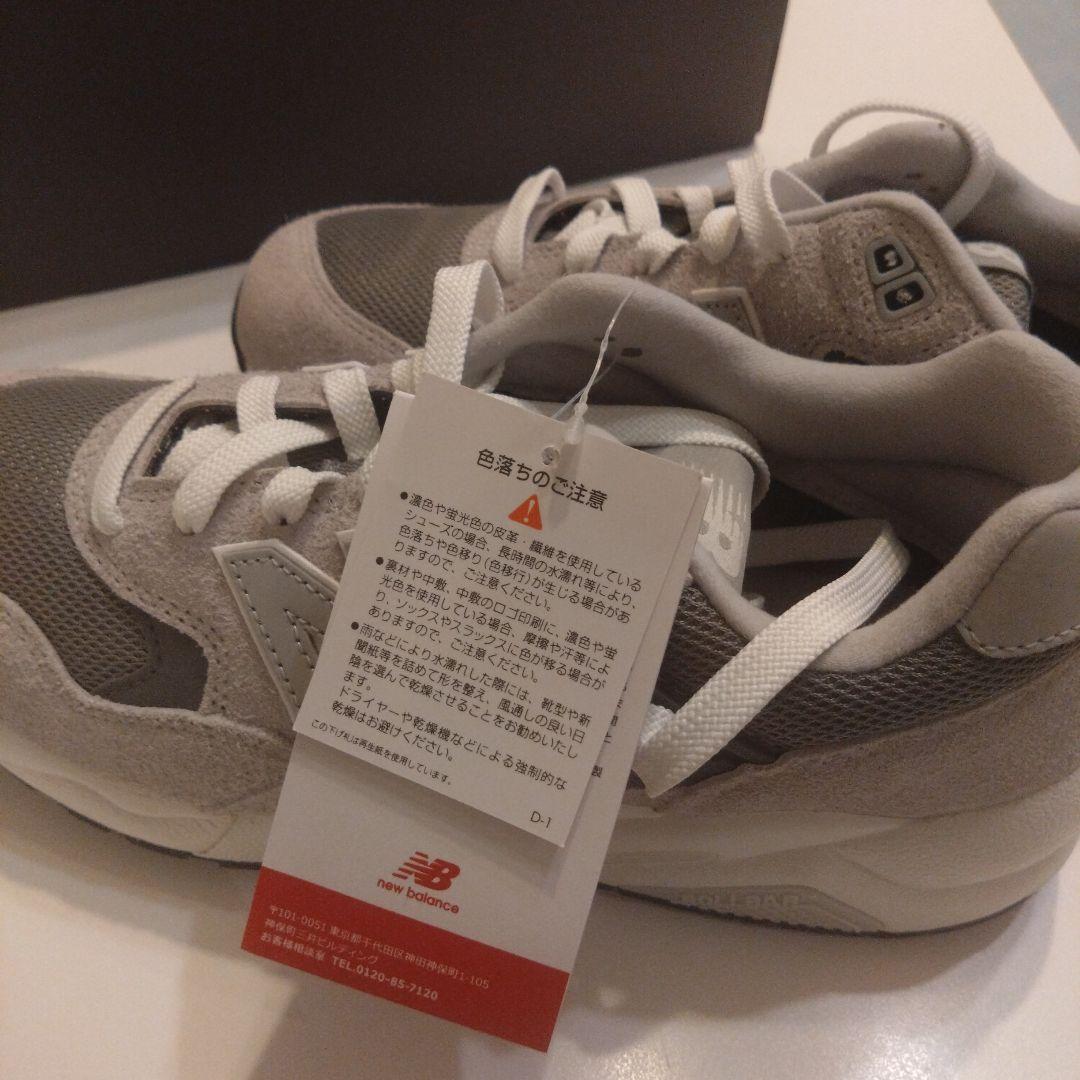 色落ちのご注意
●濃色や蛍光色の皮革・繊維を使用している
シューズの場合、長時間の水濡れ等により、
色落ちや色移り(色移行)が生じる場合があ
りますので、ご注意ください。
●裏材や中敷、中敷のロゴ印刷に、濃色や蛍
光色を使用している場合、摩擦や汗等によ
り、ソックスやスラックスに色が移る場合が
ありますので、ご注意ください。
●雨などにより水濡れした際には、靴型や新
聞紙等を詰めて形を整え、風通しの良い日
陰を選んで乾燥させることをお勧めいたし
ます。
ドライヤーや乾燥機などによる強制的な
乾燥はお避けください。
この下げ札は再生紙を使用しています。
D-1
製
NB
new balance
〒101-0051 東京都千代田区神田神保町1-105
神保町三井ビルディング
お客様相談室 TEL.0120-85-7120
N
ROLLBAR